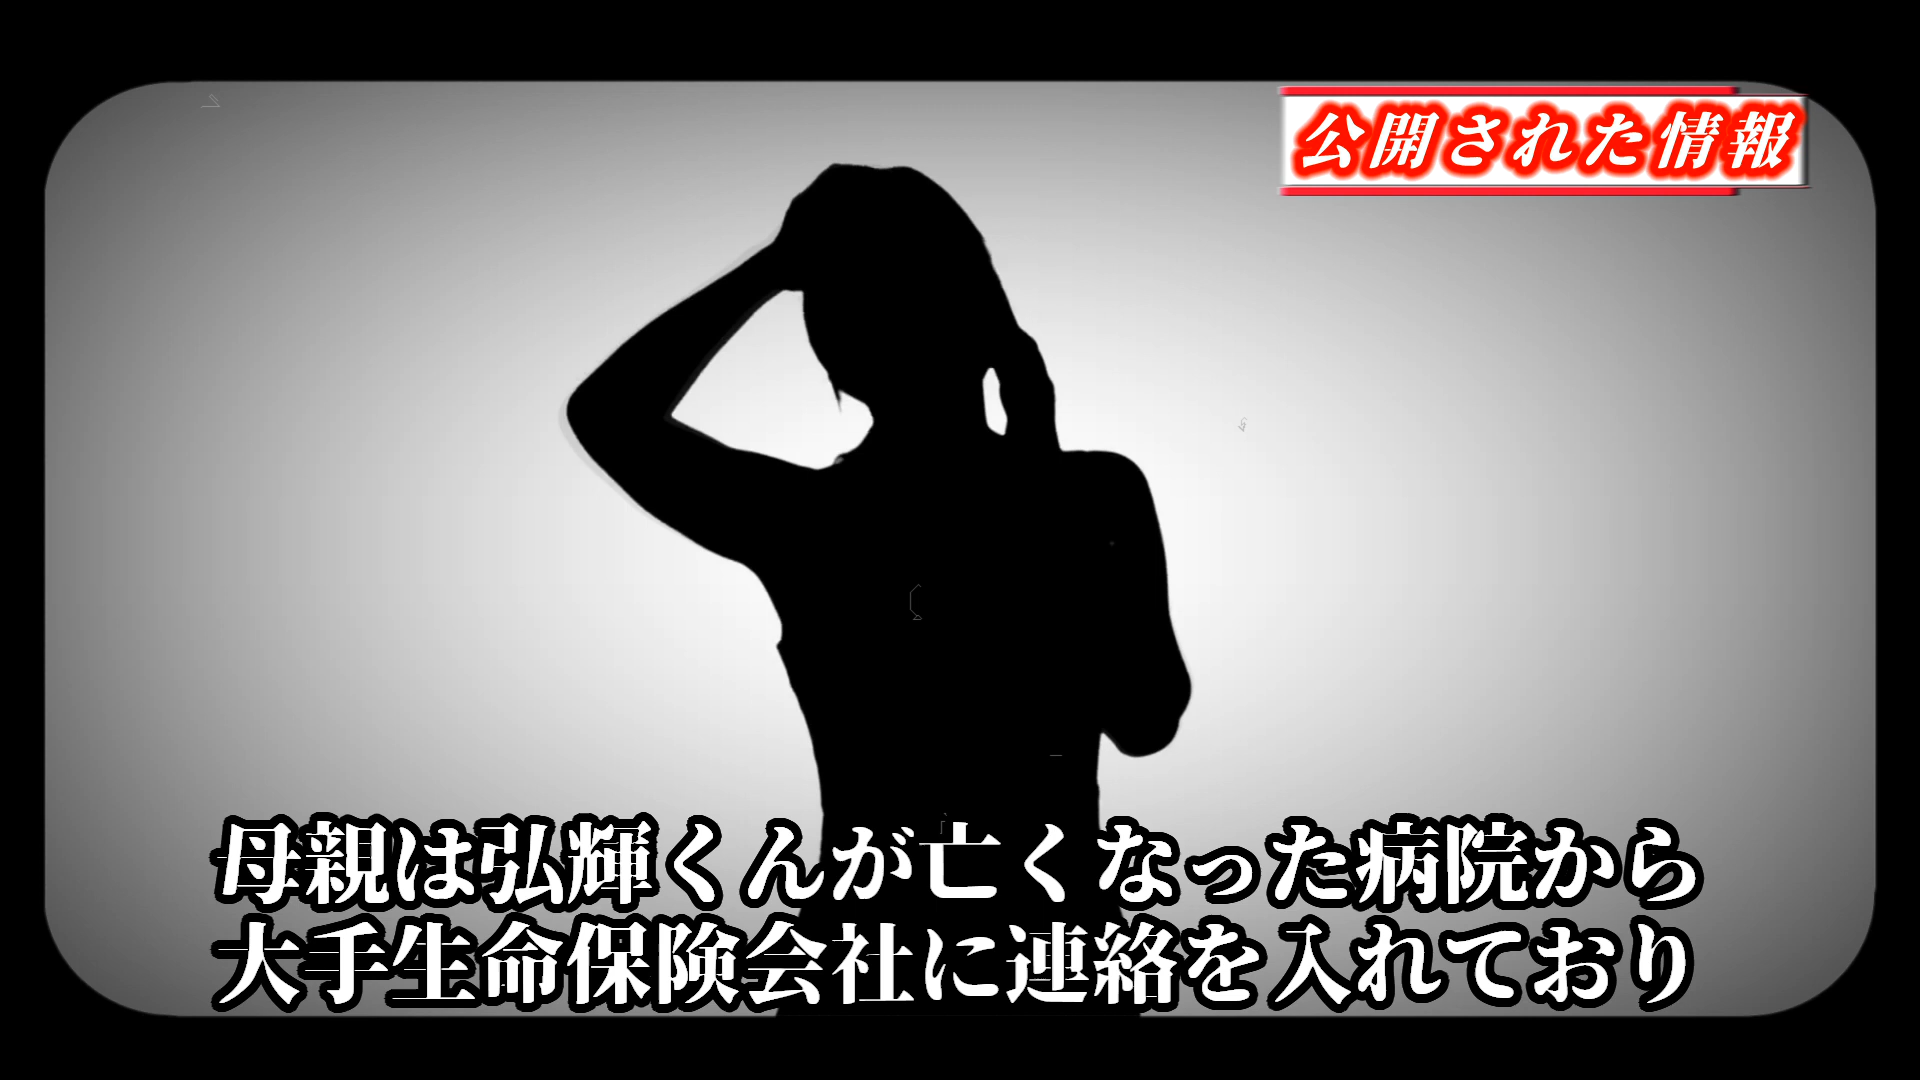 公開された情報
母親は弘輝くんが亡くなった病院から
大手生命保険会社に連絡を入れており